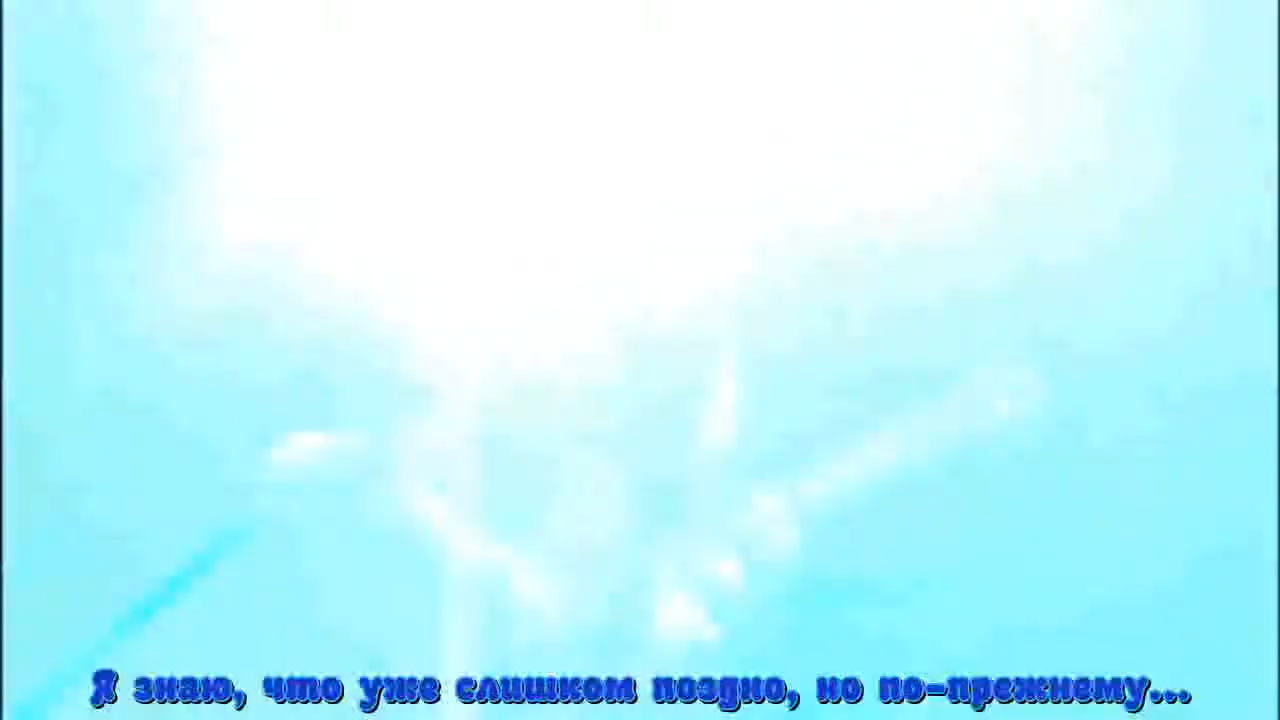 Я знаю, что уже слишком поздно, но по-прежнему...